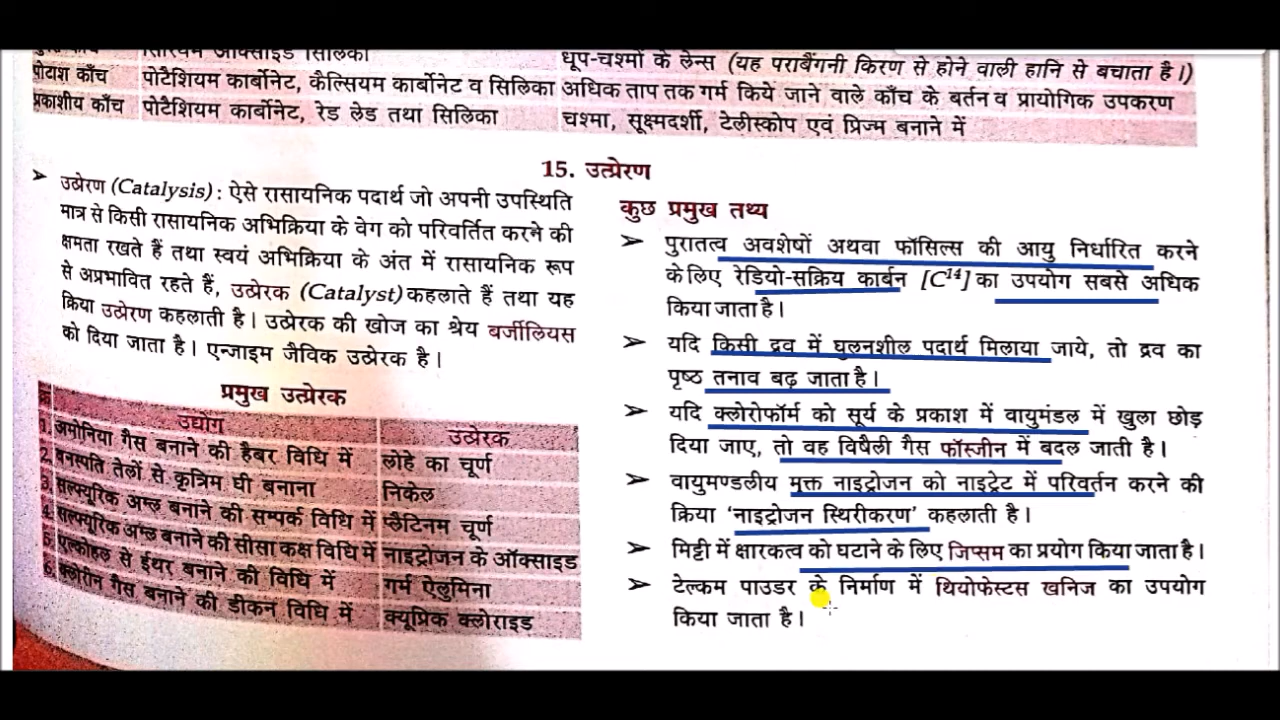 सिलिका
धूप-चश्मों के लेन्स (यह पराबैंगनी किरण से होने वाली हानि से बचाता है।)
पोटाश काँच पोटैशियम कार्बोनेट, कैल्सियम कार्बोनेट व सिलिका अधिक ताप तक गर्म किये जाने वाले काँच के बर्तन व प्रायोगिक उपकरण
प्रकाशीय काँच पोटैशियम कार्बोनेट, रेड लेड तथा सिलिका चश्मा, सूक्ष्मदर्शी, टेलीस्कोप एवं प्रिज्म बनाने में
15. उत्प्रेरण
➤ उत्प्रेरण (Catalysis) : ऐसे रासायनिक पदार्थ जो अपनी उपस्थिति
मात्र से किसी रासायनिक अभिक्रिया के वेग को परिवर्तित करने की
क्षमता रखते हैं तथा स्वयं अभिक्रिया के अंत में रासायनिक रूप
से अप्रभावित रहते हैं, उत्प्रेरक (Catalyst) कहलाते हैं तथा यह
क्रिया उत्प्रेरण कहलाती है। उत्प्रेरक की खोज का श्रेय बर्जीलियस
को दिया जाता है। एन्जाइम जैविक उत्प्रेरक है।
प्रमुख उत्प्रेरक
उद्योग उत्प्रेरक
1. अमोनिया गैस बनाने की हैबर विधि में लोहे का चूर्ण
2. वनस्पति तेलों से कृत्रिम घी बनाना निकेल
3. सल्फ्यूरिक अम्ल बनाने की सम्पर्क विधि में प्लैटिनम चूर्ण
4. सल्फ्यूरिक अम्ल बनाने की सीसा कक्ष विधि में नाइट्रोजन के ऑक्साइड
5. एल्कोहल से ईथर बनाने की विधि में गर्म ऐलुमिना
6. क्लोरीन गैस बनाने की डीकन विधि में क्यूप्रिक क्लोराइड
कुछ प्रमुख तथ्य
➤ पुरातत्व अवशेषों अथवा फॉसिल्स की आयु निर्धारित करने
के लिए रेडियो-सक्रिय कार्बन [C¹⁴] का उपयोग सबसे अधिक
किया जाता है।
➤ यदि किसी द्रव में घुलनशील पदार्थ मिलाया जाये, तो द्रव का
पृष्ठ तनाव बढ़ जाता है।
➤ यदि क्लोरोफॉर्म को सूर्य के प्रकाश में वायुमंडल में खुला छोड़
दिया जाए, तो वह विषैली गैस फॉस्जीन में बदल जाती है।
➤ वायुमण्डलीय मुक्त नाइट्रोजन को नाइट्रेट में परिवर्तन करने की
क्रिया ‘नाइट्रोजन स्थिरीकरण’ कहलाती है।
➤ मिट्टी में क्षारकत्व को घटाने के लिए जिप्सम का प्रयोग किया जाता है।
➤ टेल्कम पाउडर के निर्माण में थियोफेस्टस खनिज का उपयोग
किया जाता है।